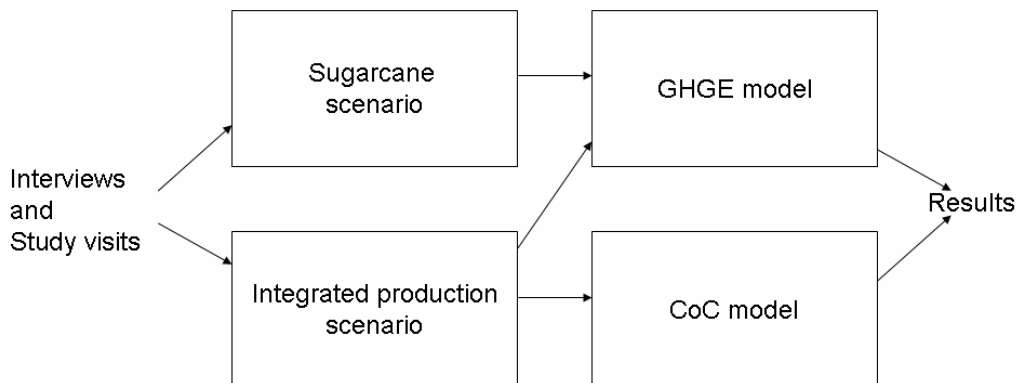 Sugarcane
scenario
GHGE model
Interviews
and
Study visits
Results
Integrated production
scenario
CoC model